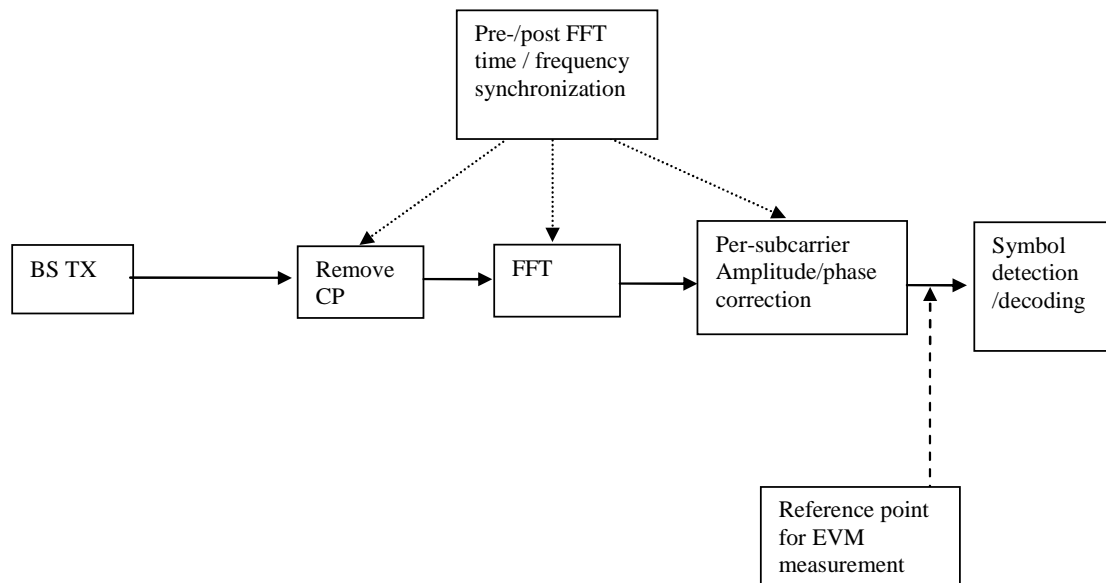 Pre-/post FFT
time / frequency
synchronization
BS TX
Remove
CP
FFT
Per-subcarrier
Amplitude/phase
correction
Symbol
detection
/decoding
Reference point
for EVM
measurement